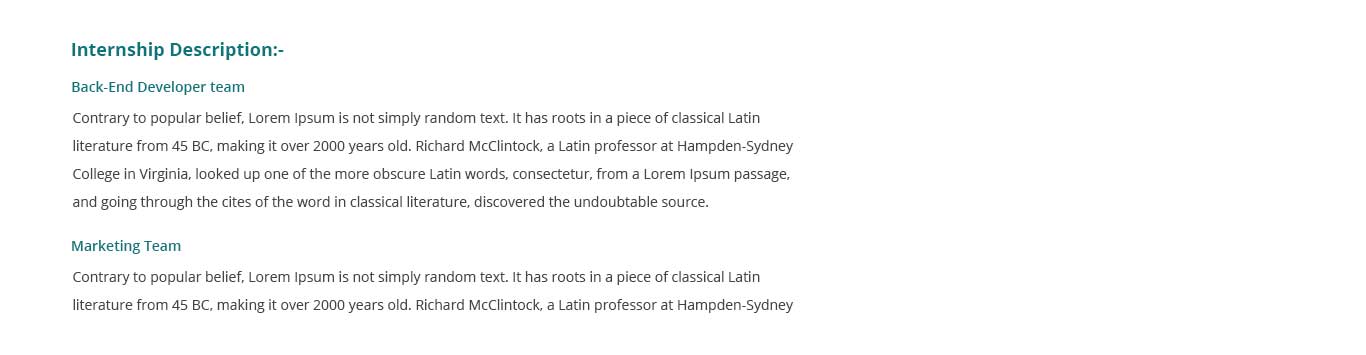 Internship Description:-
Back-End Developer team
Contrary to popular belief, Lorem Ipsum is not simply random text. It has roots in a piece of classical Latin
literature from 45 BC, making it over 2000 years old. Richard McClintock, a Latin professor at Hampden-Sydney
College in Virginia, looked up one of the more obscure Latin words, consectetur, from a Lorem Ipsum passage,
and going through the cites of the word in classical literature, discovered the undoubtable source.
Marketing Team
Contrary to popular belief, Lorem Ipsum is not simply random text. It has roots in a piece of classical Latin
literature from 45 BC, making it over 2000 years old. Richard McClintock, a Latin professor at Hampden-Sydney